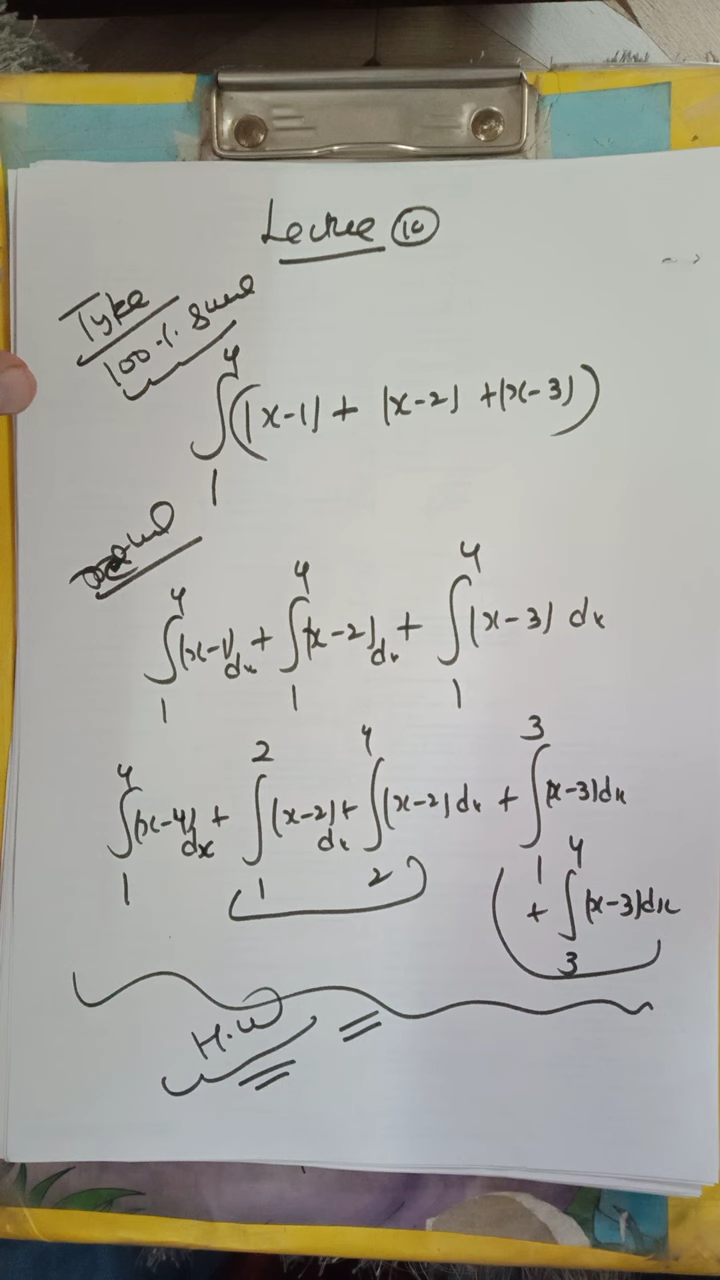 Lecture ⑩
Type
100 %
∫₁⁴ (|x-1| + |x-2| + |x-3|)
∫₁⁴ |x-1| dx + ∫₁⁴ |x-2| dx + ∫₁⁴ |x-3| dx
∫₁⁴ |x-4| dx + ∫₁² |x-2| dx + ∫₂⁴ |x-2| dx + ∫₁³ |x-3| dx
+ ∫₃⁴ |x-3| dx
H.W